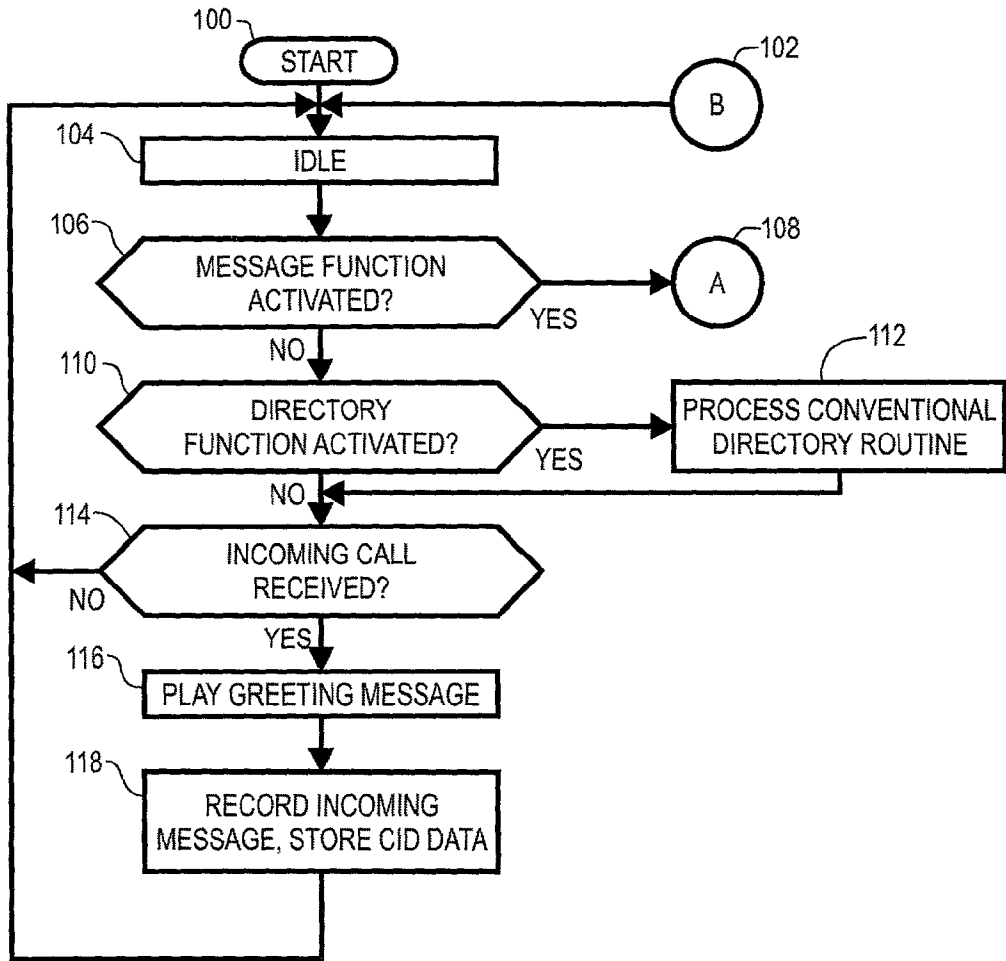 100
START
102
B
104
IDLE
106
MESSAGE FUNCTION
ACTIVATED?
YES
108
A
NO
110
DIRECTORY
FUNCTION ACTIVATED?
YES
112
PROCESS CONVENTIONAL
DIRECTORY ROUTINE
NO
114
INCOMING CALL
RECEIVED?
NO
YES
116
PLAY GREETING MESSAGE
118
RECORD INCOMING
MESSAGE, STORE CID DATA